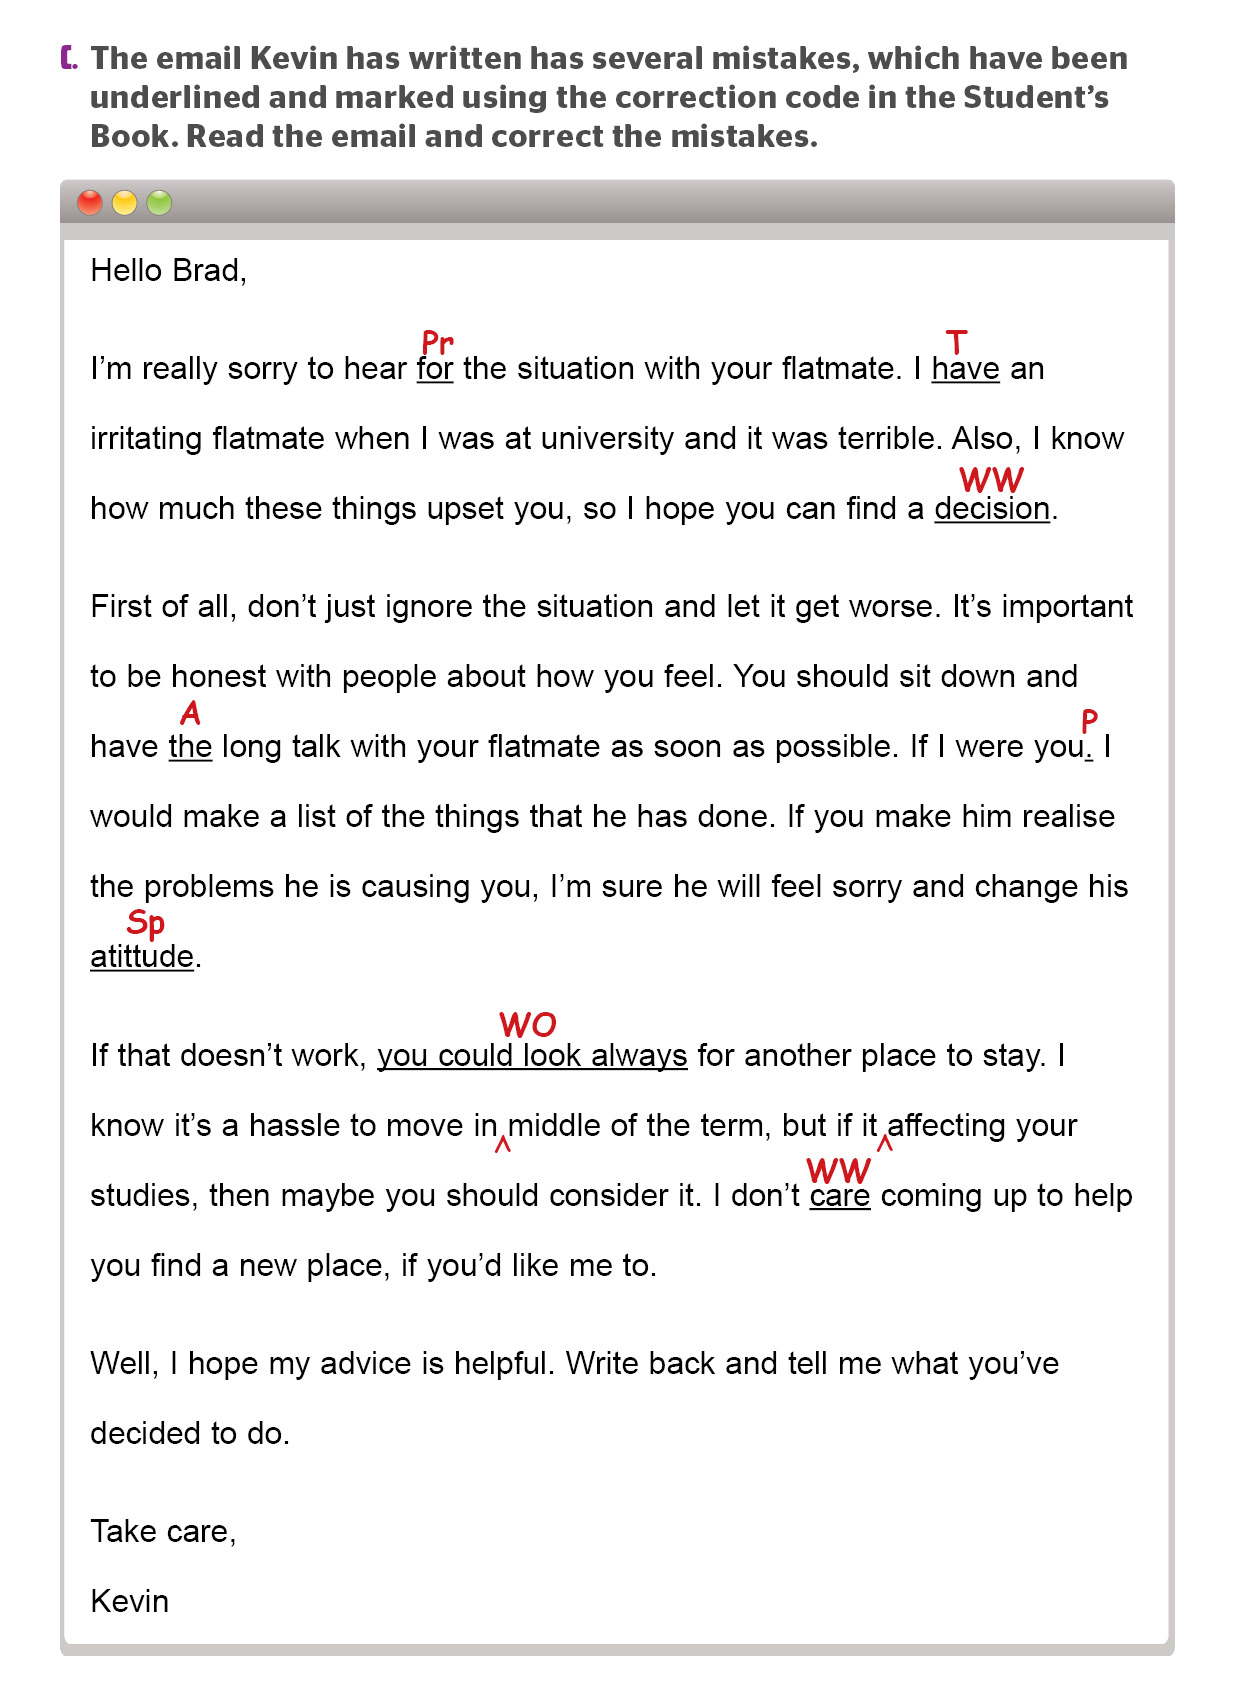 C. The email Kevin has written has several mistakes, which have been
underlined and marked using the correction code in the Student's
Book. Read the email and correct the mistakes.
Hello Brad,
Pr T
I'm really sorry to hear for the situation with your flatmate. I have an
irritating flatmate when I was at university and it was terrible. Also, I know
WW
how much these things upset you, so I hope you can find a decision.
First of all, don't just ignore the situation and let it get worse. It's important
to be honest with people about how you feel. You should sit down and
A P
have the long talk with your flatmate as soon as possible. If I were you. I
would make a list of the things that he has done. If you make him realise
the problems he is causing you, I'm sure he will feel sorry and change his
Sp
atittude.
WO
If that doesn't work, you could look always for another place to stay. I
know it's a hassle to move in ^ middle of the term, but if it ^ affecting your
WW
studies, then maybe you should consider it. I don't care coming up to help
you find a new place, if you'd like me to.
Well, I hope my advice is helpful. Write back and tell me what you've
decided to do.
Take care,
Kevin